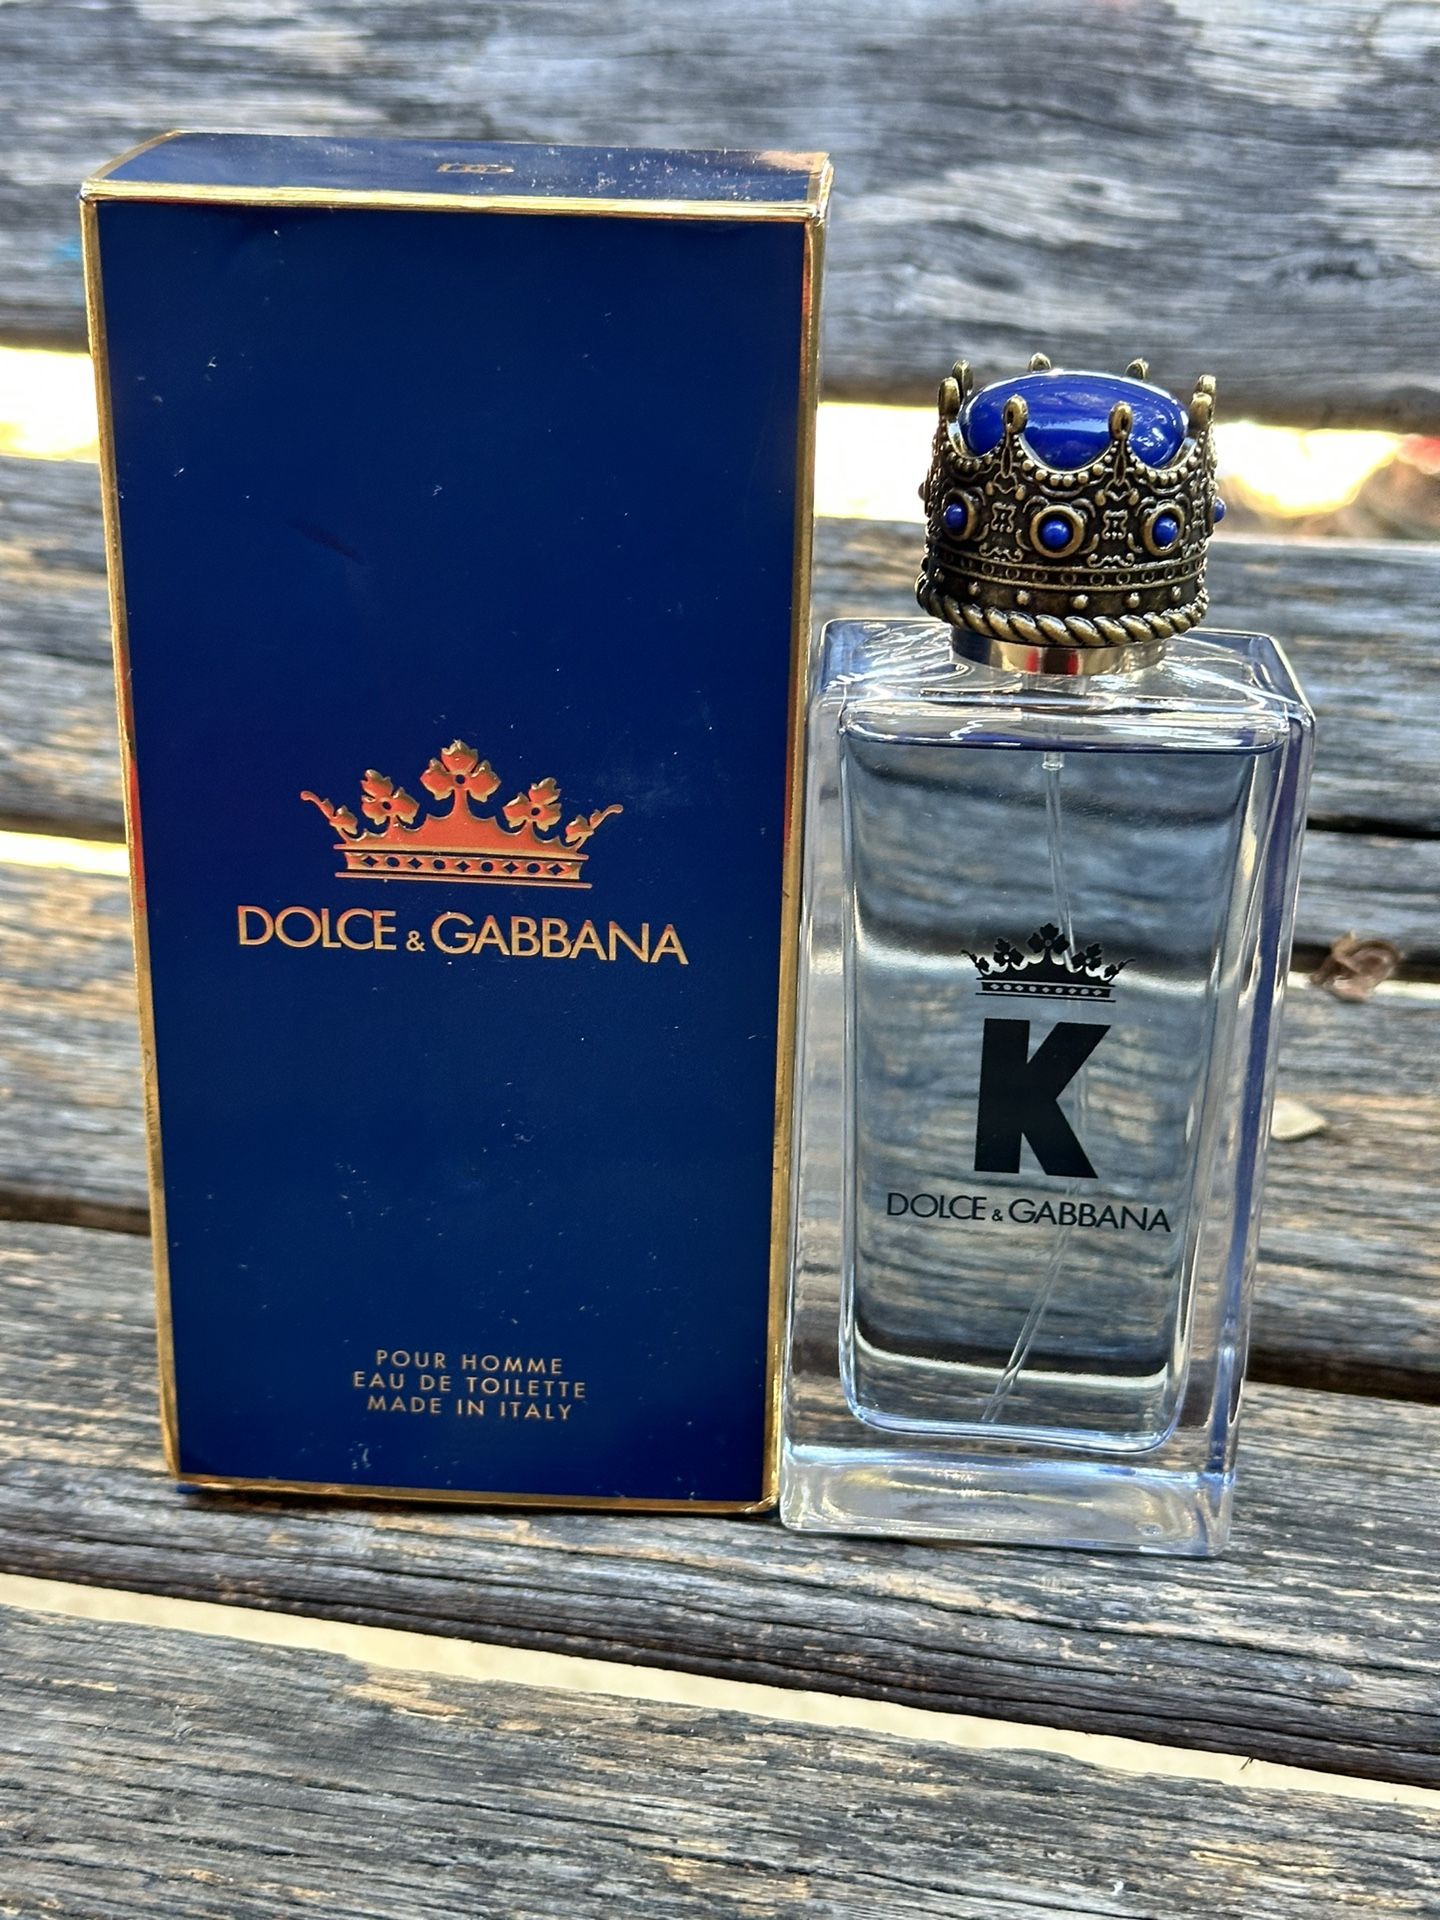 DOLCE & GABBANA
POUR HOMME
EAU DE TOILETTE
MADE IN ITALY
K
DOLCE & GABBANA